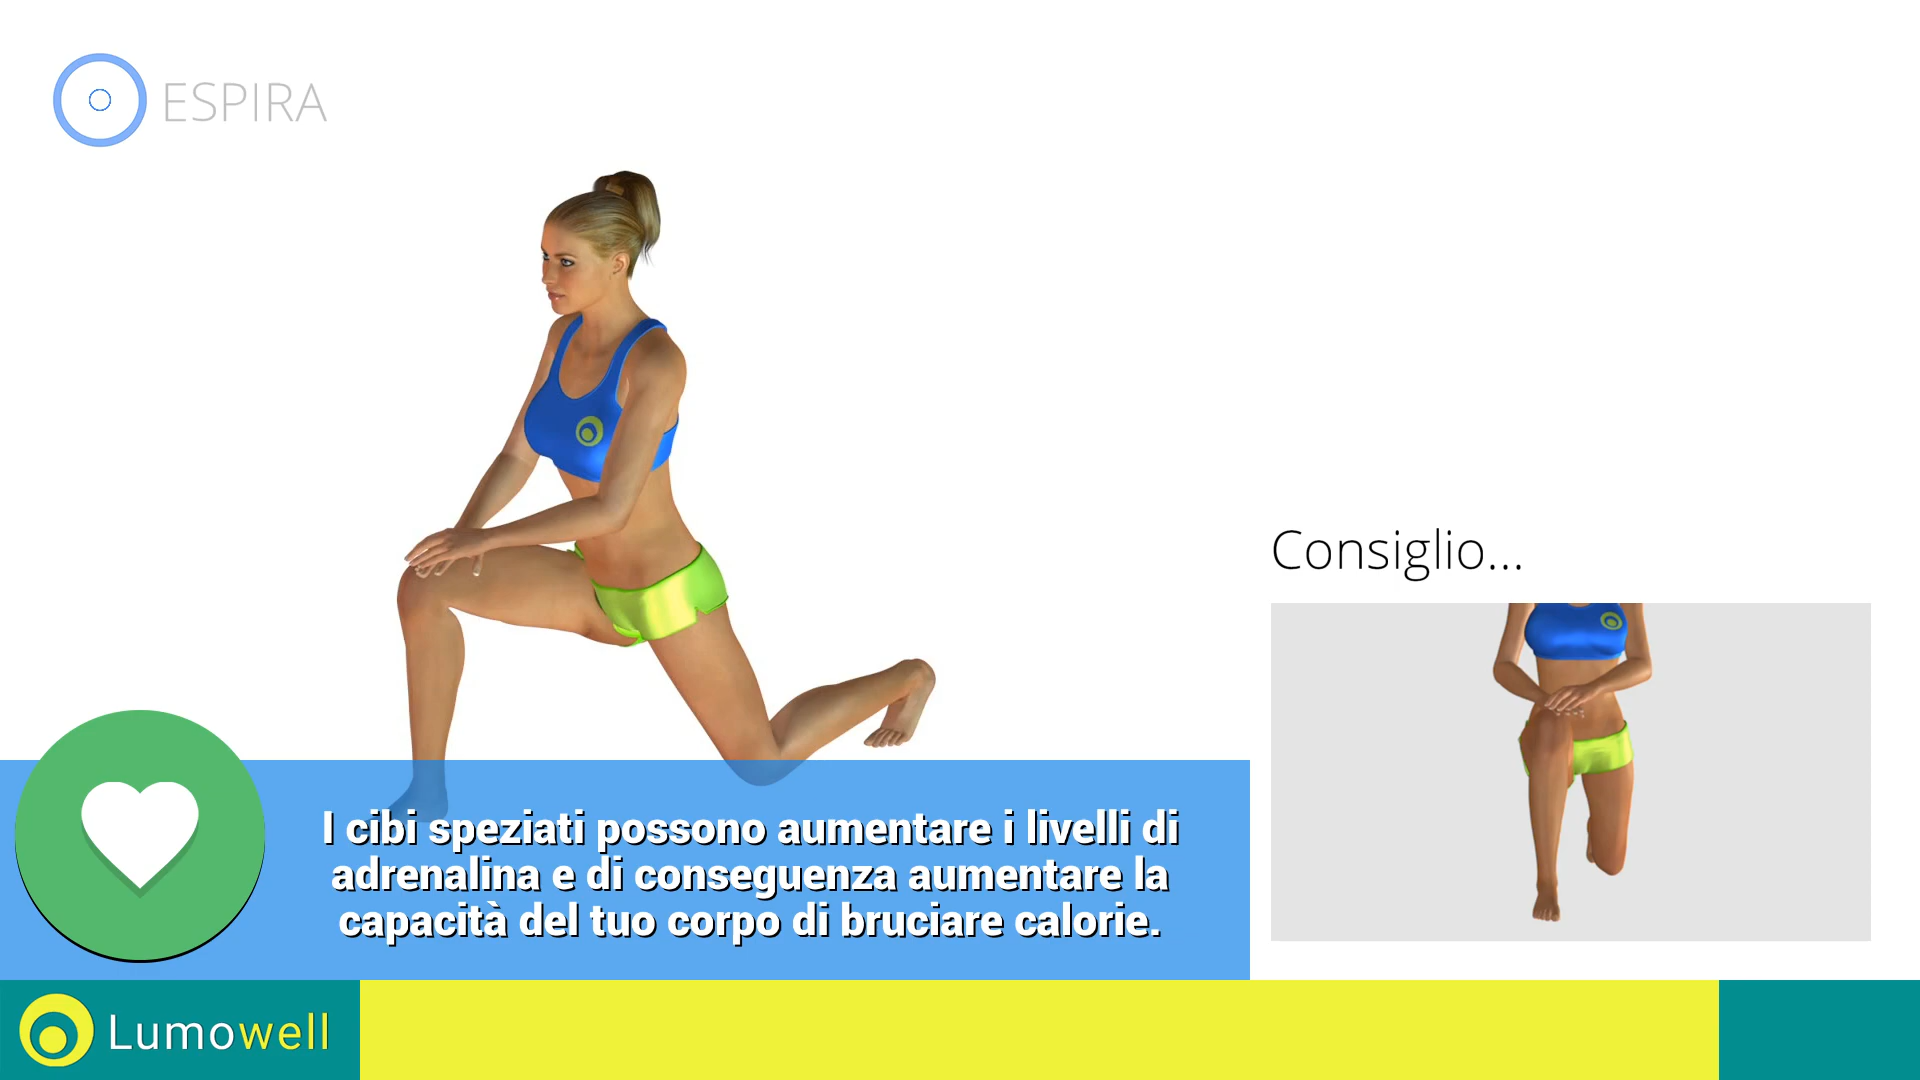 ESPIRA
Consiglio...
I cibi speziati possono aumentare i livelli di
adrenalina e di conseguenza aumentare la
capacità del tuo corpo di bruciare calorie.
Lumowell